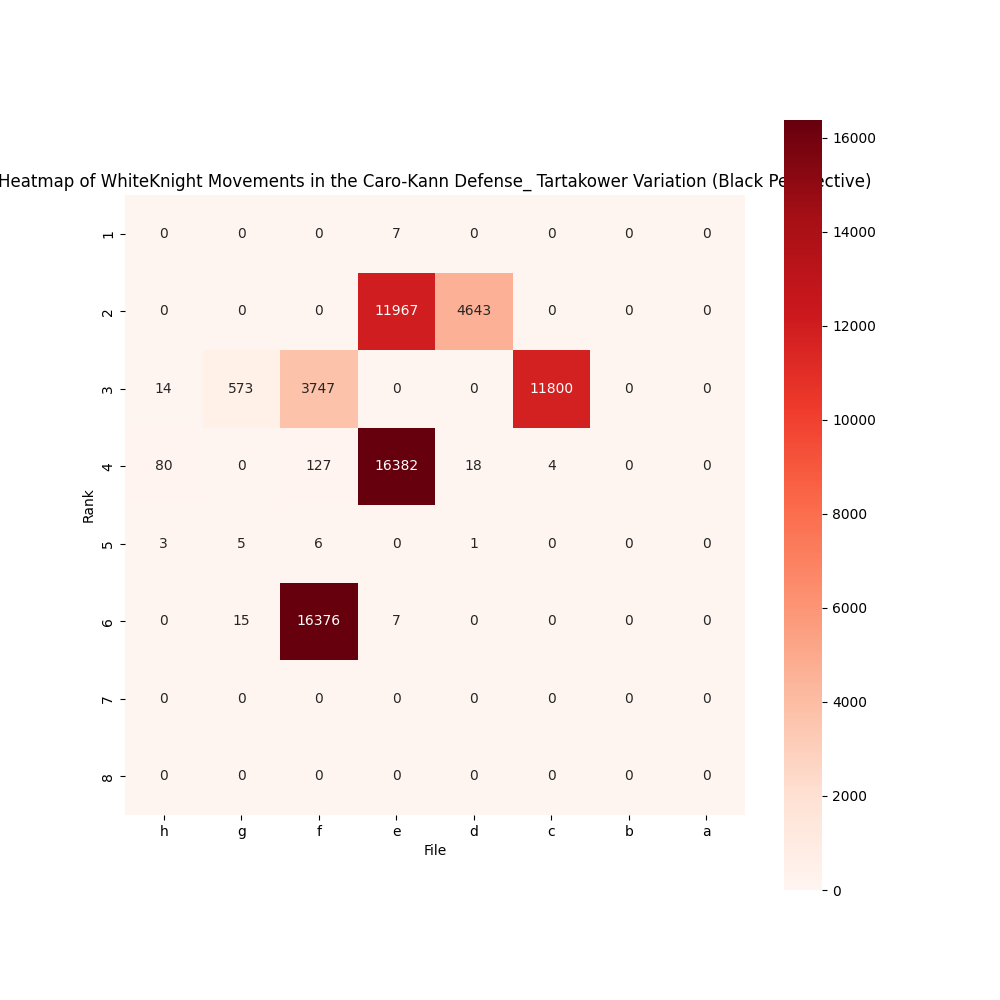 Heatmap of WhiteKnight Movements in the Caro-Kann Defense_ Tartakower Variation (Black Pe ective)
16000
14000
12000
10000
8000
6000
4000
2000
0
Rank
1 0 0 0 7 0 0 0 0
2 0 0 0 11967 4643 0 0 0
3 14 573 3747 0 0 11800 0 0
4 80 0 127 16382 18 4 0 0
5 3 5 6 0 1 0 0 0
6 0 15 16376 7 0 0 0 0
7 0 0 0 0 0 0 0 0
8 0 0 0 0 0 0 0 0
h g f e d c b a
File